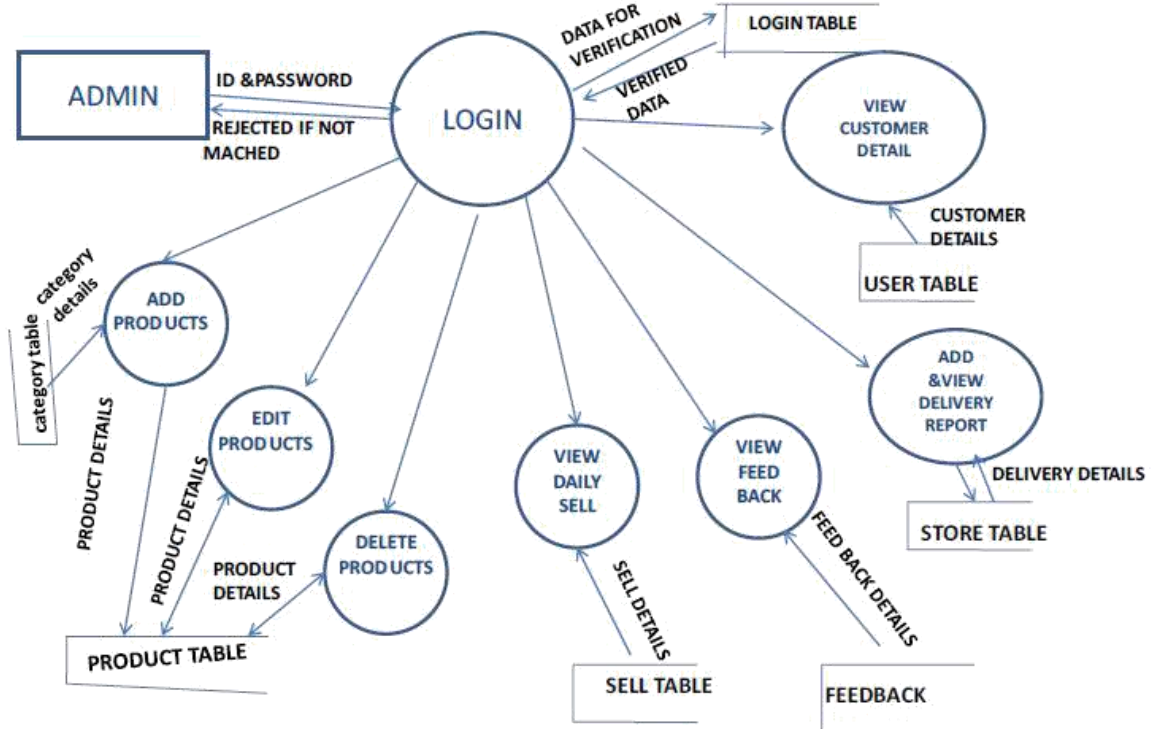 DATA FOR
VERIFICATION
LOGIN TABLE
ADMIN
ID &PASSWORD
REJECTED IF NOT
MACHED
LOGIN
VERIFIED
DATA
VIEW
CUSTOMER
DETAIL
CUSTOMER
DETAILS
USER TABLE
category
details
category table
ADD
PRODUCTS
PRODUCT DETAILS
EDIT
PRODUCTS
PRODUCT DETAILS
DELETE
PRODUCTS
PRODUCT
DETAILS
PRODUCT TABLE
VIEW
DAILY
SELL
SELL DETAILS
SELL TABLE
VIEW
FEED
BACK
FEED BACK DETAILS
FEEDBACK
ADD
&VIEW
DELIVERY
REPORT
DELIVERY DETAILS
STORE TABLE